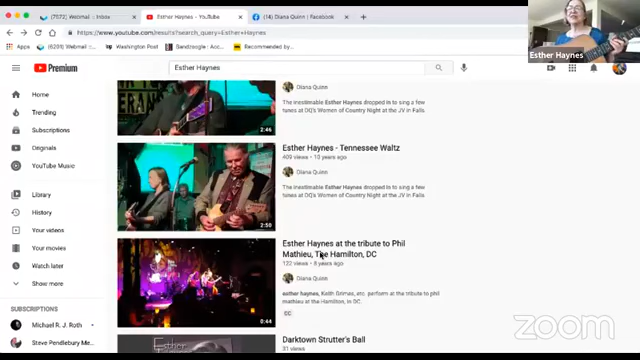 (7572) Webmail :: Inbox
Esther Haynes - YouTube
(14) Diana Quinn | Facebook
https://www.youtube.com/results?search_query=Esther+Haynes
Apps
(6295) Webmail ::...
Washington Post
Bandzoogle : Acc...
Recommended by...
Esther Haynes
Premium
Esther Haynes
Home
Trending
Subscriptions
Originals
YouTube Music
Library
History
Your videos
Your movies
Watch later
Show more
SUBSCRIPTIONS
Michael R. J. Roth
Steve Pendlebury Me...
2:46
Diana Quinn
The inestimable Esther Haynes dropped in to sing a few
tunes at DQ's Women of Country Night at the JV in Falls
2:50
Esther Haynes - Tennessee Waltz
409 views • 10 years ago
Diana Quinn
The inestimable Esther Haynes dropped in to sing a few
tunes at DQ's Women of Country Night at the JV in Falls
0:44
Esther Haynes at the tribute to Phil
Mathieu, The Hamilton, DC
122 views • 8 years ago
Diana Quinn
esther haynes, Keith Grimes, etc. perform at the tribute to phil
mathieu at the Hamilton, in DC.
CC
Darktown Strutter's Ball
31 views
Esther
zoom